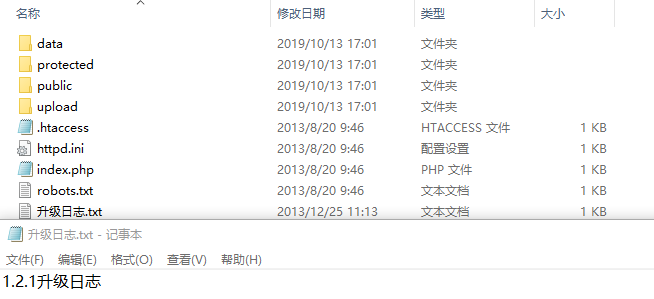 名称 修改日期 类型 大小
data 2019/10/13 17:01 文件夹
protected 2019/10/13 17:01 文件夹
public 2019/10/13 17:01 文件夹
upload 2019/10/13 17:01 文件夹
.htaccess 2013/8/20 9:46 HTACCESS 文件 1 KB
httpd.ini 2013/8/20 9:46 配置设置 1 KB
index.php 2013/8/20 9:46 PHP 文件 1 KB
robots.txt 2013/8/20 9:46 文本文档 1 KB
升级日志.txt 2013/12/25 11:13 文本文档 1 KB
升级日志.txt - 记事本
文件(F) 编辑(E) 格式(O) 查看(V) 帮助(H)
1.2.1升级日志